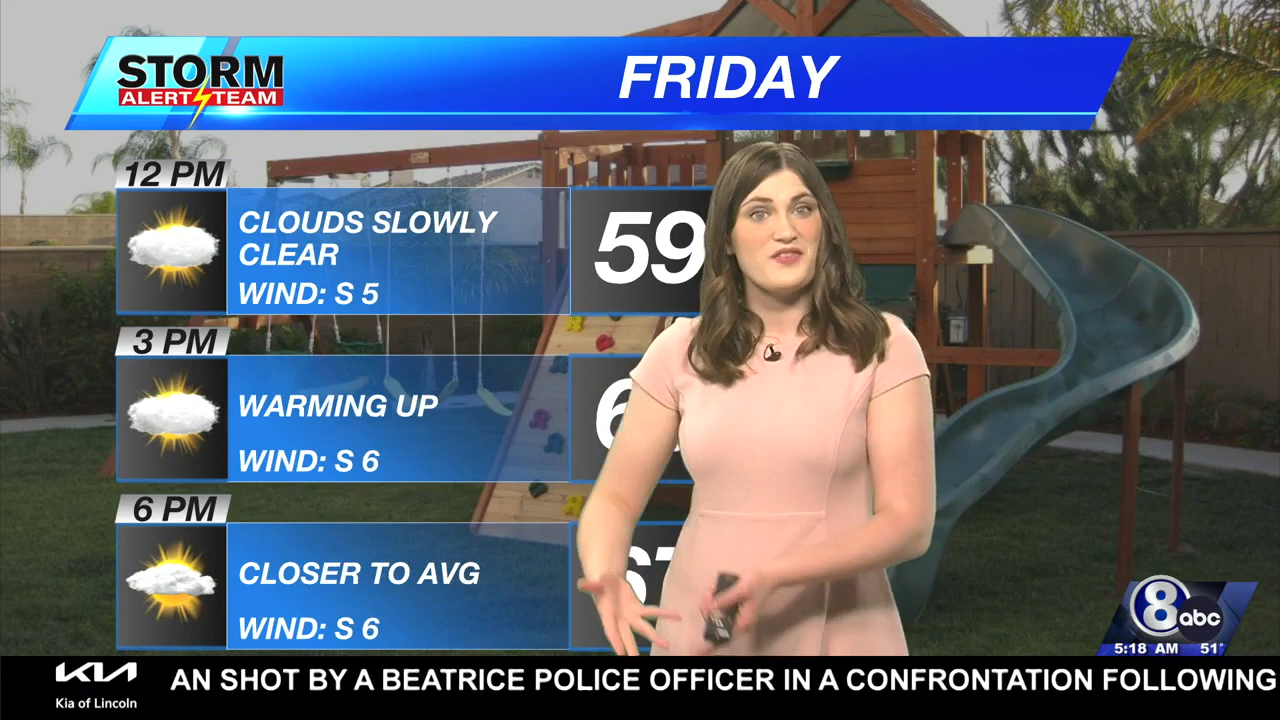 STORM
ALERT TEAM
FRIDAY
12 PM
CLOUDS SLOWLY
CLEAR
WIND: S 5
59
3 PM
WARMING UP
WIND: S 6
6 PM
CLOSER TO AVG
WIND: S 6
8 abc
5:18 AM 51°
KIA
Kia of Lincoln
AN SHOT BY A BEATRICE POLICE OFFICER IN A CONFRONTATION FOLLOWING